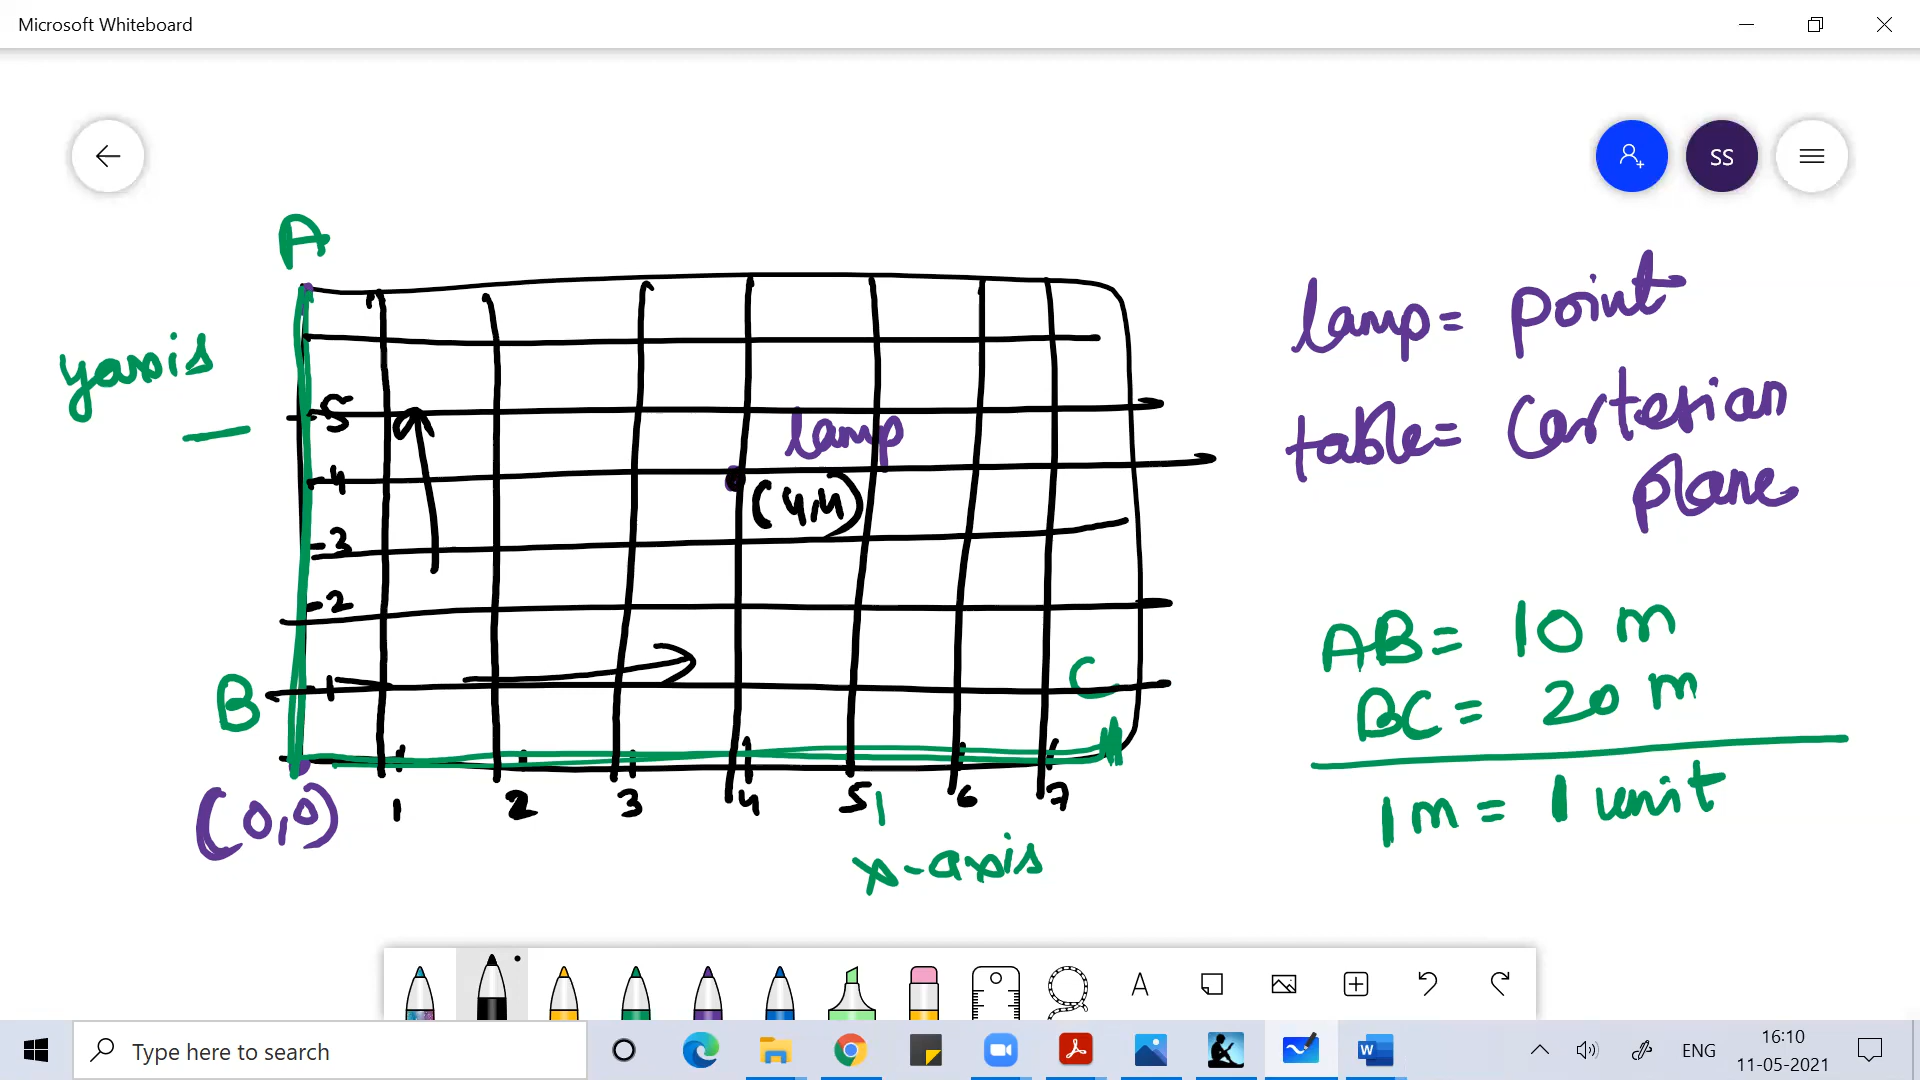 Microsoft Whiteboard
SS
A
yaxis
5
4
3
2
1
lamp
(4,4)
B
C
(0,0)
1 2 3 4 5 6 7
x-axis
lamp= point
table= Cartesian
plane
AB= 10 m
BC= 20 m
1m = 1 unit
A
Type here to search
W
ENG
16:10
11-05-2021